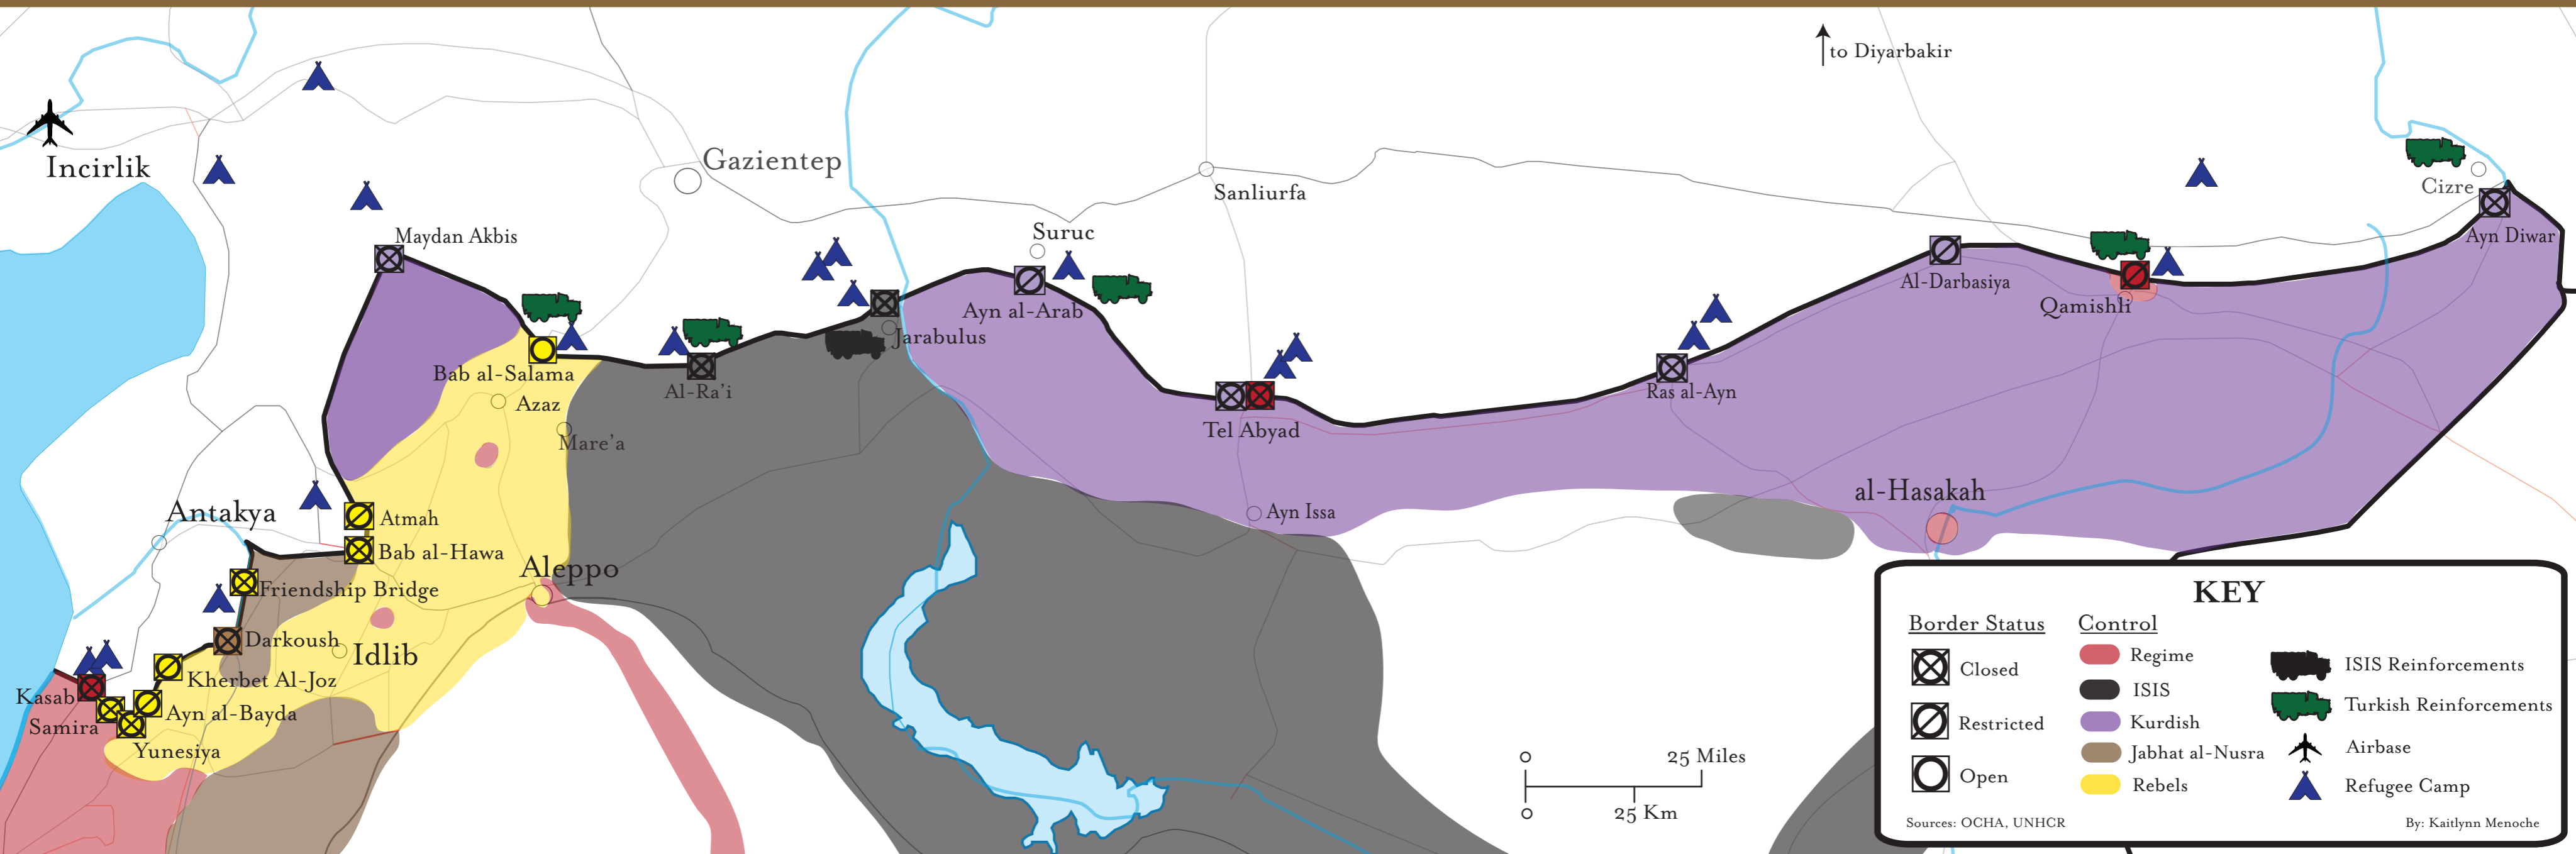 to Diyarbakir
Incirlik
Gazientep
Sanliurfa
Cizre
Maydan Akbis
Suruc
Ayn Diwar
Ayn al-Arab
Al-Darbasiya
Qamishli
Jarabulus
Bab al-Salama
Al-Ra'i
Ras al-Ayn
Azaz
Tel Abyad
Mare'a
al-Hasakah
Antakya
Atmah
Ayn Issa
Bab al-Hawa
Aleppo
Friendship Bridge
Darkoush
Idlib
Kherbet Al-Joz
Kasab
Ayn al-Bayda
Samira
Yunesiya
25 Miles
25 Km
KEY
Border Status
Closed
Restricted
Open
Control
Regime
ISIS
Kurdish
Jabhat al-Nusra
Rebels
ISIS Reinforcements
Turkish Reinforcements
Airbase
Refugee Camp
Sources: OCHA, UNHCR
By: Kaitlynn Menoche